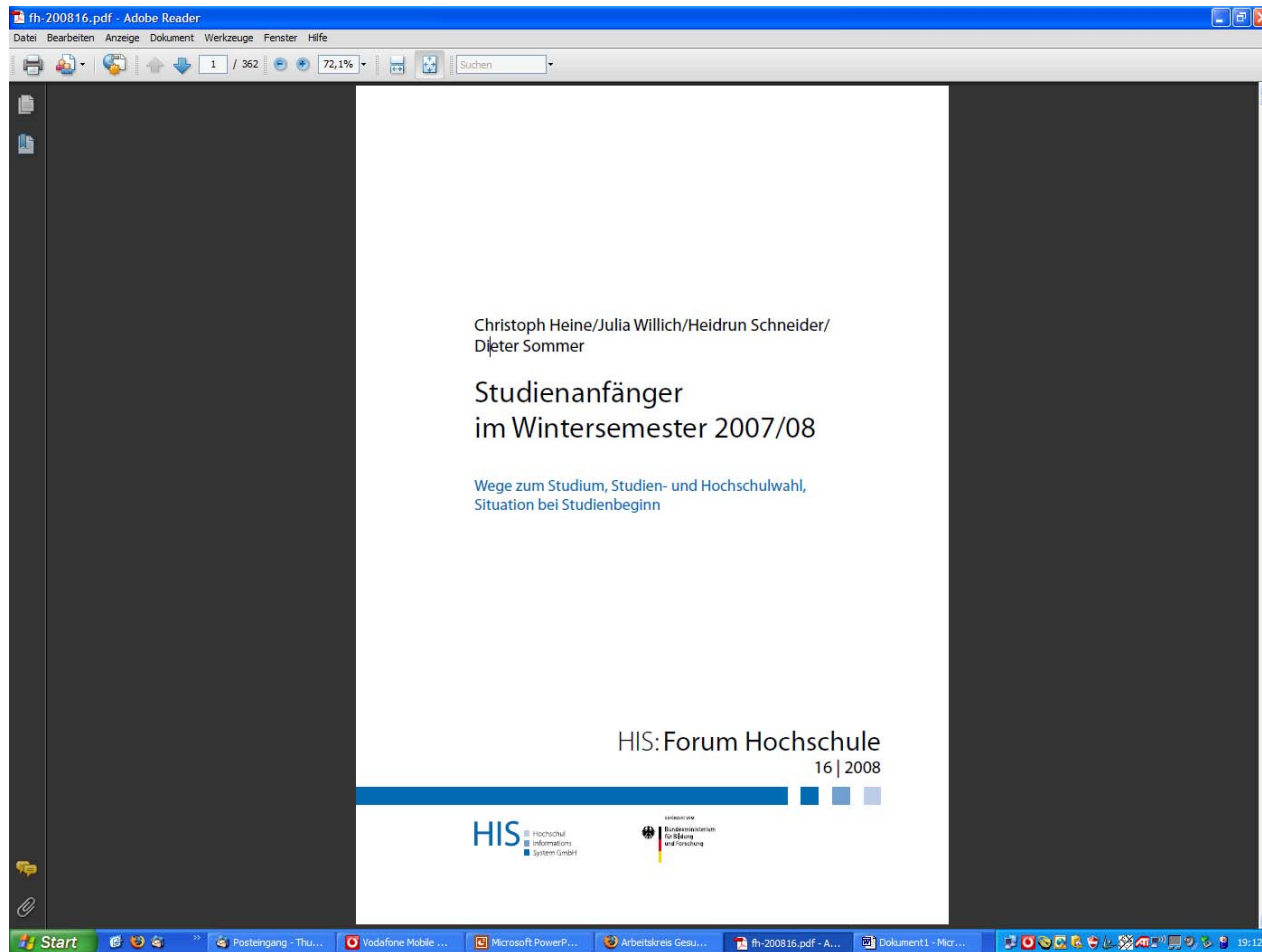 fh-200816.pdf - Adobe Reader
Datei Bearbeiten Anzeige Dokument Werkzeuge Fenster Hilfe
1 / 362 72,1% Suchen
Christoph Heine/Julia Willich/Heidrun Schneider/
Dieter Sommer
Studienanfänger
im Wintersemester 2007/08
Wege zum Studium, Studien- und Hochschulwahl,
Situation bei Studienbeginn
HIS: Forum Hochschule
16 | 2008
HIS
Hochschul
Informations
System GmbH
GEFÖRDERT VOM
Bundesministerium
für Bildung
und Forschung
Start Posteingang - Thu... Vodafone Mobile ... Microsoft PowerP... Arbeitskreis Gesu... fh-200816.pdf - A... Dokument1 - Micr... 19:12